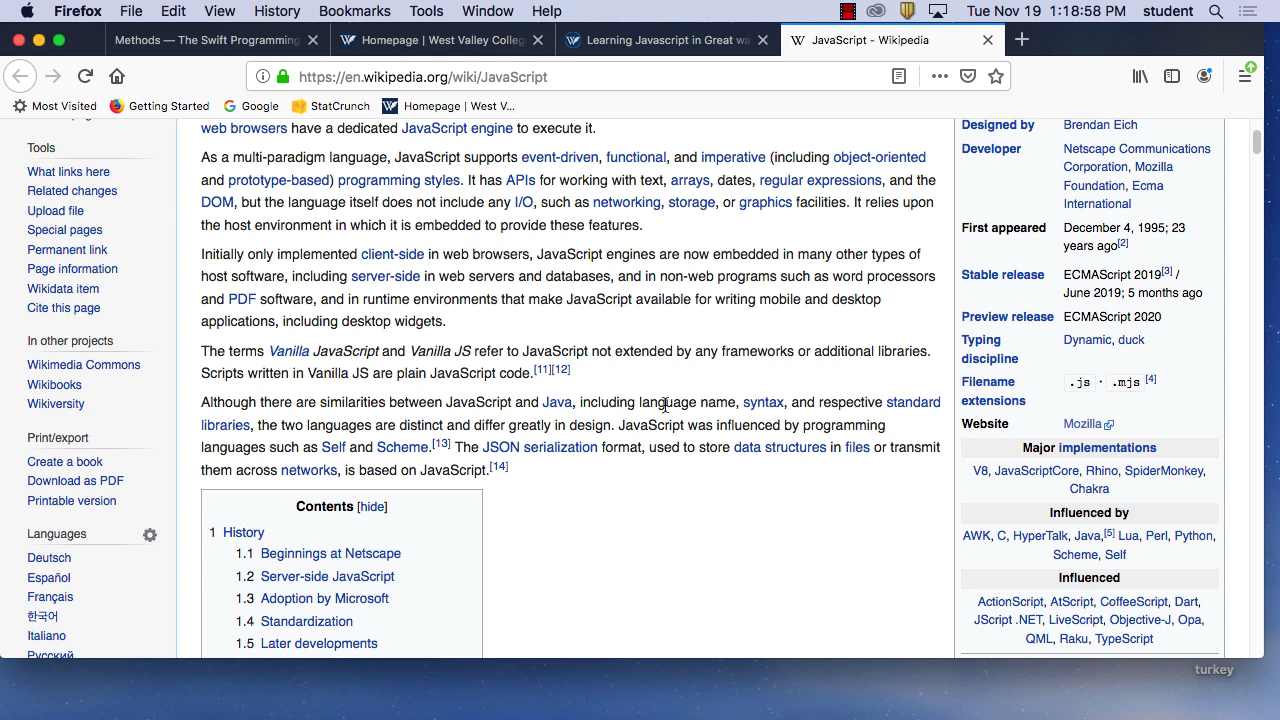 Firefox File Edit View History Bookmarks Tools Window Help Tue Nov 19 1:18:58 PM student
Methods — The Swift Programming Homepage | West Valley Colleg Learning Javascript in Great wa JavaScript - Wikipedia
https://en.wikipedia.org/wiki/JavaScript
Most Visited Getting Started Google StatCrunch Homepage | West V...
Tools
What links here
Related changes
Upload file
Special pages
Permanent link
Page information
Wikidata item
Cite this page
In other projects
Wikimedia Commons
Wikibooks
Wikiversity
Print/export
Create a book
Download as PDF
Printable version
Languages
Deutsch
Español
Français
한국어
Italiano
Русский
web browsers have a dedicated JavaScript engine to execute it.
As a multi-paradigm language, JavaScript supports event-driven, functional, and imperative (including object-oriented
and prototype-based) programming styles. It has APIs for working with text, arrays, dates, regular expressions, and the
DOM, but the language itself does not include any I/O, such as networking, storage, or graphics facilities. It relies upon
the host environment in which it is embedded to provide these features.
Initially only implemented client-side in web browsers, JavaScript engines are now embedded in many other types of
host software, including server-side in web servers and databases, and in non-web programs such as word processors
and PDF software, and in runtime environments that make JavaScript available for writing mobile and desktop
applications, including desktop widgets.
The terms Vanilla JavaScript and Vanilla JS refer to JavaScript not extended by any frameworks or additional libraries.
Scripts written in Vanilla JS are plain JavaScript code.[11][12]
Although there are similarities between JavaScript and Java, including language name, syntax, and respective standard
libraries, the two languages are distinct and differ greatly in design. JavaScript was influenced by programming
languages such as Self and Scheme.[13] The JSON serialization format, used to store data structures in files or transmit
them across networks, is based on JavaScript.[14]
Contents [hide]
1 History
1.1 Beginnings at Netscape
1.2 Server-side JavaScript
1.3 Adoption by Microsoft
1.4 Standardization
1.5 Later developments
Designed by Brendan Eich
Developer Netscape Communications
Corporation, Mozilla
Foundation, Ecma
International
First appeared December 4, 1995; 23
years ago[2]
Stable release ECMAScript 2019[3] /
June 2019; 5 months ago
Preview release ECMAScript 2020
Typing Dynamic, duck
discipline
Filename .js · .mjs [4]
extensions
Website Mozilla
Major implementations
V8, JavaScriptCore, Rhino, SpiderMonkey,
Chakra
Influenced by
AWK, C, HyperTalk, Java,[5] Lua, Perl, Python,
Scheme, Self
Influenced
ActionScript, AtScript, CoffeeScript, Dart,
JScript .NET, LiveScript, Objective-J, Opa,
QML, Raku, TypeScript
turkey